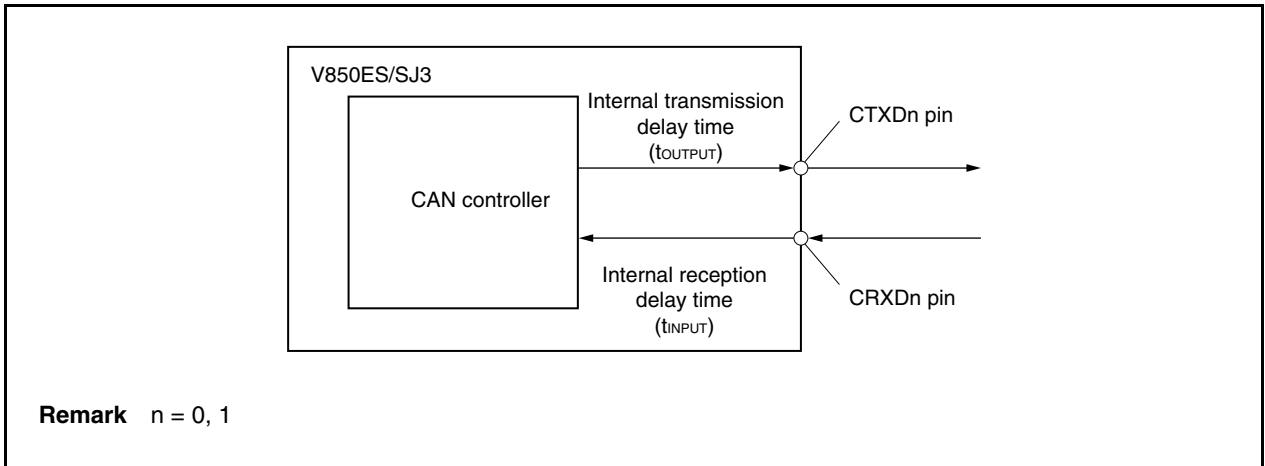 V850ES/SJ3
Internal transmission
delay time
(tOUTPUT)
CTXDn pin
CAN controller
Internal reception
delay time
(tINPUT)
CRXDn pin
Remark n = 0, 1